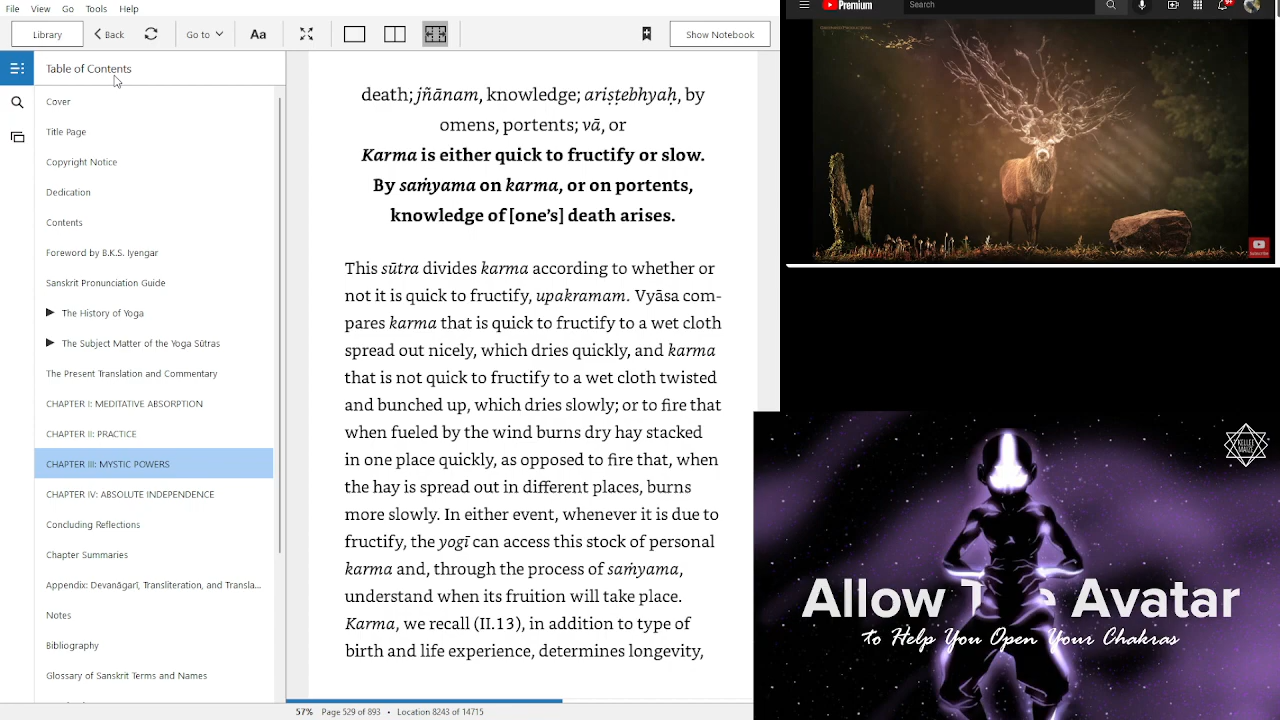 File View Go Tools Help
Library
Back
Go to
Aa
Show Notebook
Table of Contents
Cover
Title Page
Copyright Notice
Dedication
Contents
Foreword by B.K.S. Iyengar
Sanskrit Pronunciation Guide
The History of Yoga
The Subject Matter of the Yoga Sūtras
The Present Translation and Commentary
CHAPTER I: MEDITATIVE ABSORPTION
CHAPTER II: PRACTICE
CHAPTER III: MYSTIC POWERS
CHAPTER IV: ABSOLUTE INDEPENDENCE
Concluding Reflections
Chapter Summaries
Appendix: Devanāgarī, Transliteration, and Transla...
Notes
Bibliography
Glossary of Sanskrit Terms and Names
death; jñānam, knowledge; ariṣṭebhyaḥ, by
omens, portents; vā, or
Karma is either quick to fructify or slow.
By saṁyama on karma, or on portents,
knowledge of [one’s] death arises.
This sūtra divides karma according to whether or
not it is quick to fructify, upakramam. Vyāsa com-
pares karma that is quick to fructify to a wet cloth
spread out nicely, which dries quickly, and karma
that is not quick to fructify to a wet cloth twisted
and bunched up, which dries slowly; or to fire that
when fueled by the wind burns dry hay stacked
in one place quickly, as opposed to fire that, when
the hay is spread out in different places, burns
more slowly. In either event, whenever it is due to
fructify, the yogī can access this stock of personal
karma and, through the process of saṁyama,
understand when its fruition will take place.
Karma, we recall (II.13), in addition to type of
birth and life experience, determines longevity,
57% Page 529 of 893 • Location 8243 of 14715
Premium
Search
9+
Subscribe
Allow The Avatar
to Help You Open Your Chakras